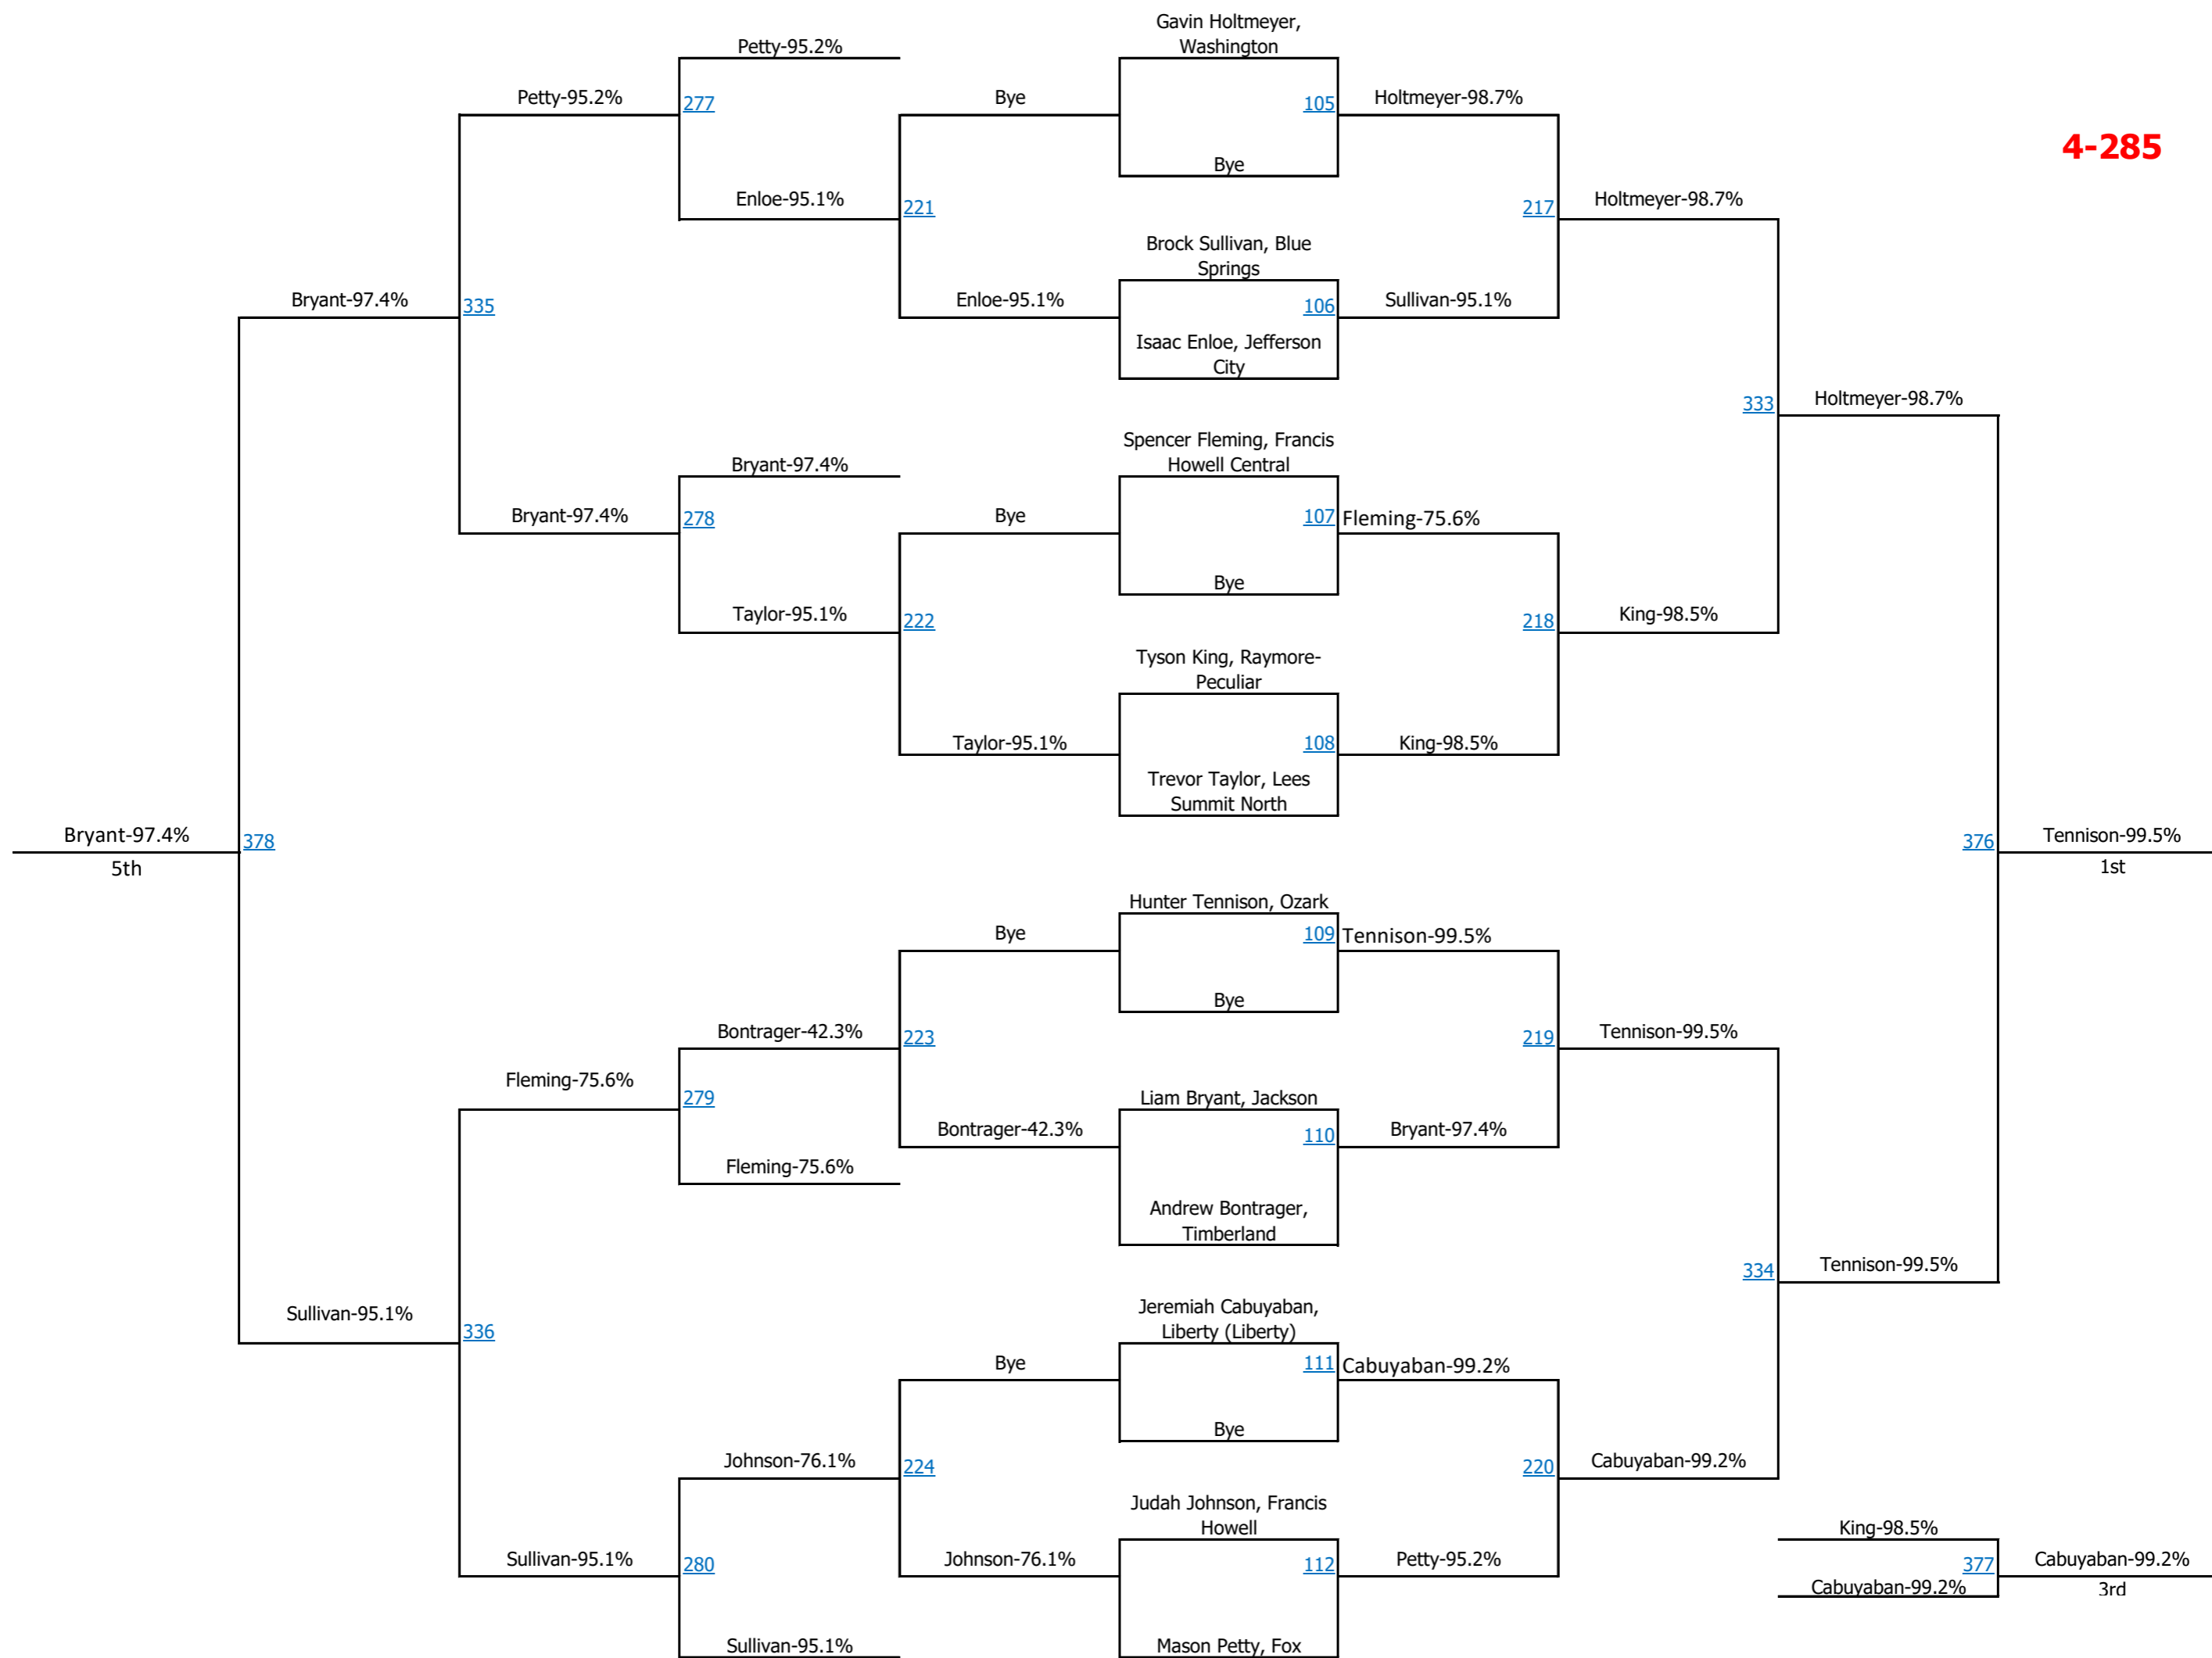 Gavin Holtmeyer,
Washington
Petty-95.2%
Petty-95.2%
277
Bye
105
Holtmeyer-98.7%
4-285
Bye
Enloe-95.1%
221
217
Holtmeyer-98.7%
Brock Sullivan, Blue
Springs
Bryant-97.4%
335
Enloe-95.1%
106
Sullivan-95.1%
Isaac Enloe, Jefferson
City
333
Holtmeyer-98.7%
Spencer Fleming, Francis
Howell Central
Bryant-97.4%
Bryant-97.4%
278
Bye
107
Fleming-75.6%
Bye
Taylor-95.1%
222
218
King-98.5%
Tyson King, Raymore-
Peculiar
Taylor-95.1%
108
King-98.5%
Trevor Taylor, Lees
Summit North
Bryant-97.4%
378
376
Tennison-99.5%
5th
1st
Hunter Tennison, Ozark
Bye
109
Tennison-99.5%
Bye
Bontrager-42.3%
223
219
Tennison-99.5%
Fleming-75.6%
279
Liam Bryant, Jackson
Bontrager-42.3%
110
Bryant-97.4%
Fleming-75.6%
Andrew Bontrager,
Timberland
334
Tennison-99.5%
Sullivan-95.1%
336
Jeremiah Cabuyaban,
Liberty (Liberty)
Bye
111
Cabuyaban-99.2%
Bye
Johnson-76.1%
224
220
Cabuyaban-99.2%
Judah Johnson, Francis
Howell
King-98.5%
Sullivan-95.1%
280
Johnson-76.1%
112
Petty-95.2%
377
Cabuyaban-99.2%
Cabuyaban-99.2%
3rd
Sullivan-95.1%
Mason Petty, Fox